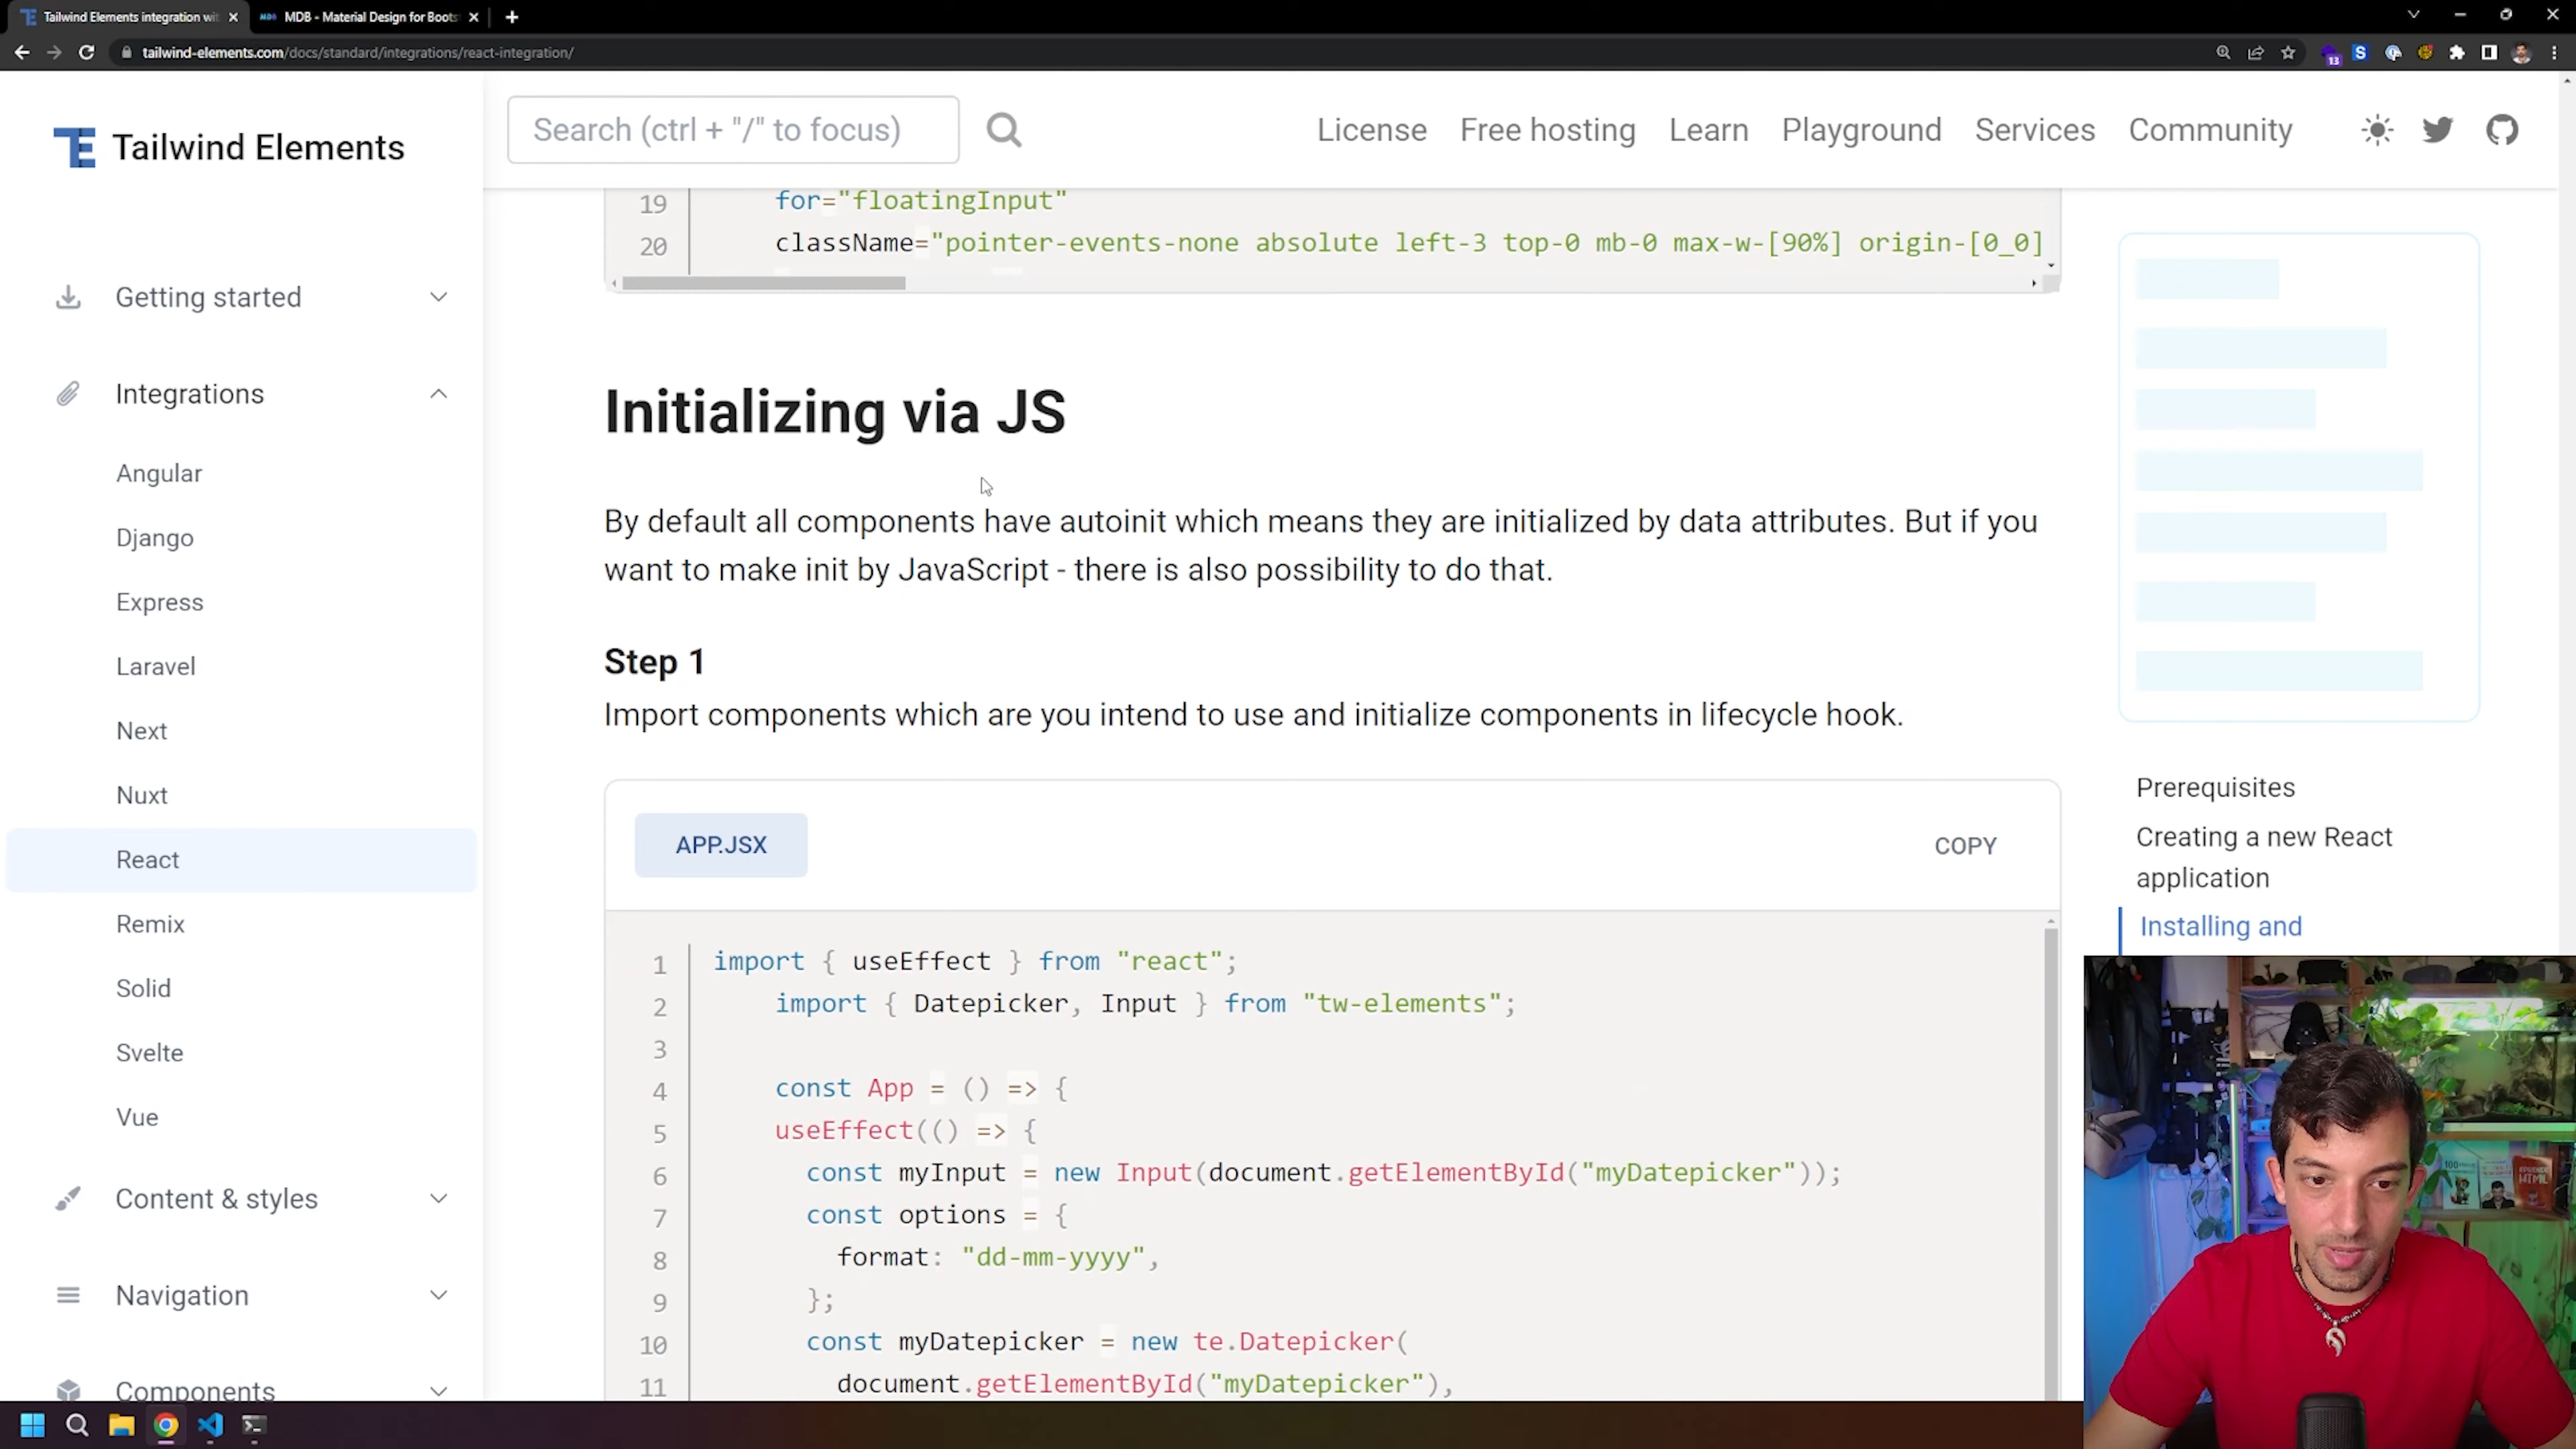 Tailwind Elements integration wit
MDB - Material Design for Boots
tailwind-elements.com/docs/standard/integrations/react-integration/
13
Tailwind Elements
Search (ctrl + "/" to focus)
License
Free hosting
Learn
Playground
Services
Community
Getting started
Integrations
Angular
Django
Express
Laravel
Next
Nuxt
React
Remix
Solid
Svelte
Vue
Content & styles
Navigation
Components
19 for="floatingInput"
20 className="pointer-events-none absolute left-3 top-0 mb-0 max-w-[90%] origin-[0_0]
Initializing via JS
By default all components have autoinit which means they are initialized by data attributes. But if you
want to make init by JavaScript - there is also possibility to do that.
Step 1
Import components which are you intend to use and initialize components in lifecycle hook.
APP.JSX
COPY
1 import { useEffect } from "react";
2 import { Datepicker, Input } from "tw-elements";
3
4 const App = () => {
5 useEffect(() => {
6 const myInput = new Input(document.getElementById("myDatepicker"));
7 const options = {
8 format: "dd-mm-yyyy",
9 };
10 const myDatepicker = new te.Datepicker(
11 document.getElementById("myDatepicker"),
Prerequisites
Creating a new React
application
Installing and